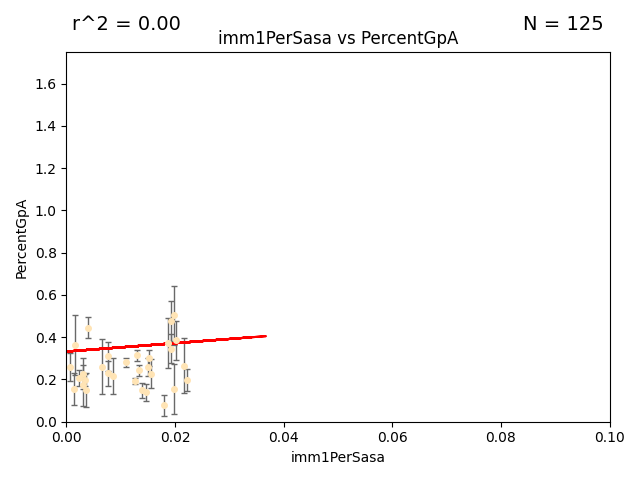 r^2 = 0.00
N = 125
imm1PerSasa vs PercentGpA
PercentGpA
1.6
1.4
1.2
1.0
0.8
0.6
0.4
0.2
0.0
0.00 0.02 0.04 0.06 0.08 0.10
imm1PerSasa